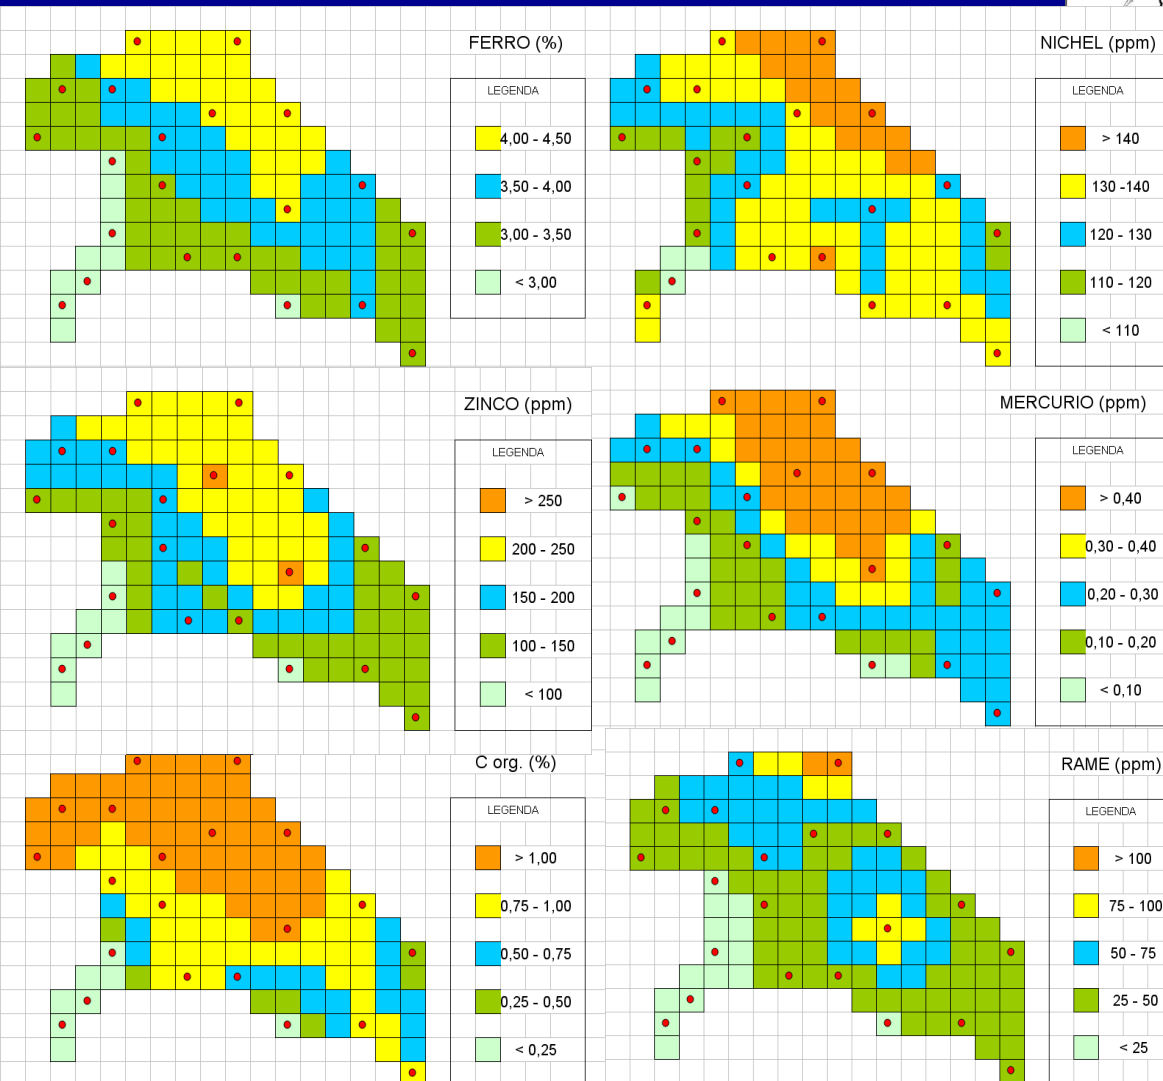 FERRO (%)
LEGENDA
4,00 - 4,50
3,50 - 4,00
3,00 - 3,50
< 3,00
NICHEL (ppm)
LEGENDA
> 140
130 -140
120 - 130
110 - 120
< 110
ZINCO (ppm)
LEGENDA
> 250
200 - 250
150 - 200
100 - 150
< 100
MERCURIO (ppm)
LEGENDA
> 0,40
0,30 - 0,40
0,20 - 0,30
0,10 - 0,20
< 0,10
C org. (%)
LEGENDA
> 1,00
0,75 - 1,00
0,50 - 0,75
0,25 - 0,50
< 0,25
RAME (ppm)
LEGENDA
> 100
75 - 100
50 - 75
25 - 50
< 25